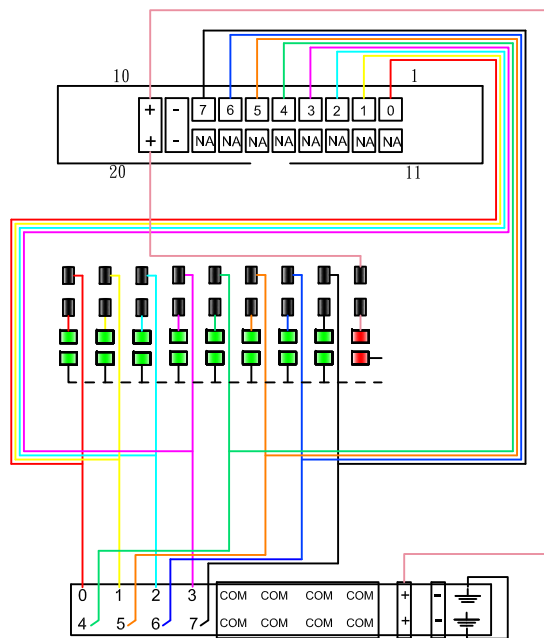 10 1
+ - 7 6 5 4 3 2 1 0
+ - NA NA NA NA NA NA NA NA
20 11
0 1 2 3 COM COM COM COM + -
4 5 6 7 COM COM COM COM + -